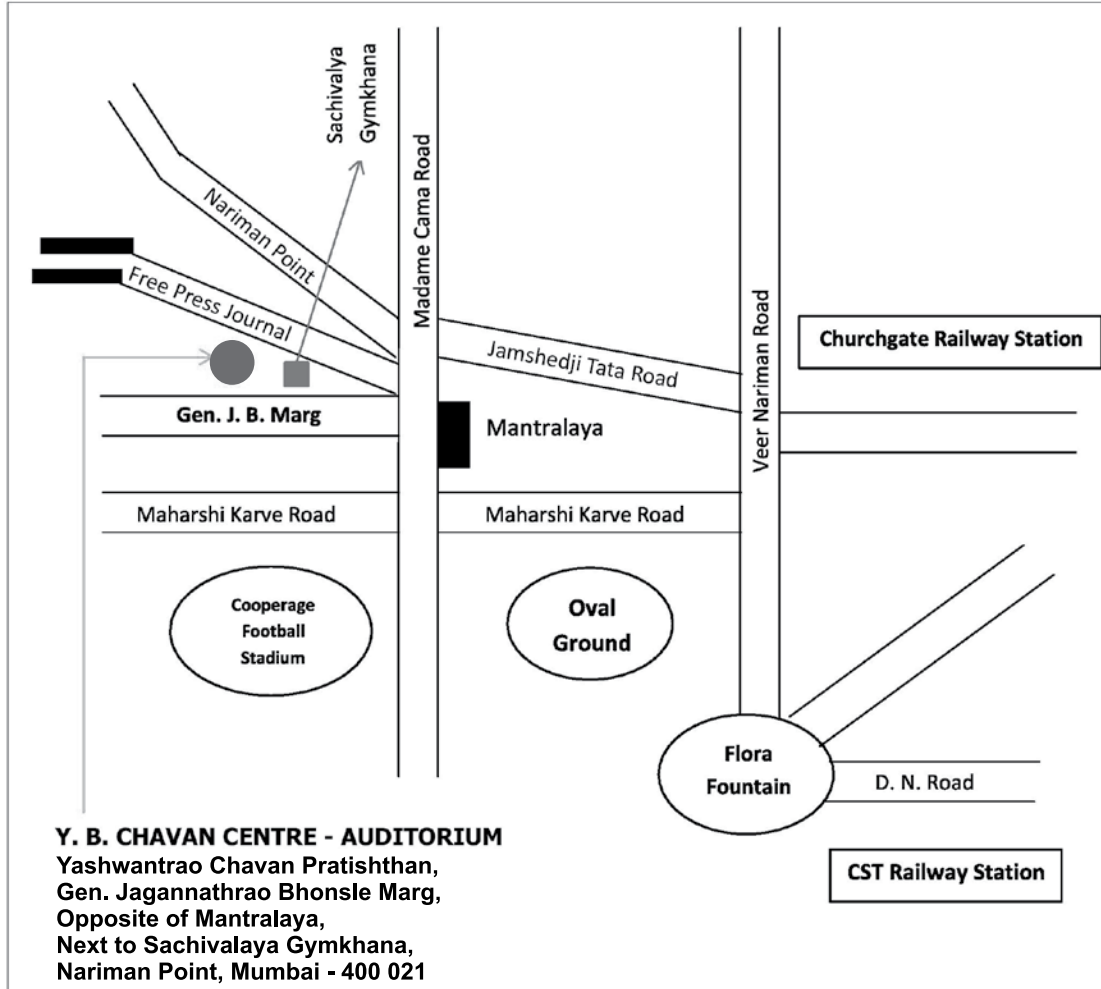 Sachivalya
Gymkhana
Madame Cama Road
Nariman Point
Free Press Journal
Veer Nariman Road
Churchgate Railway Station
Jamshedji Tata Road
Gen. J. B. Marg
Mantralaya
Maharshi Karve Road
Maharshi Karve Road
Cooperage
Football
Stadium
Oval
Ground
Flora
Fountain
D. N. Road
CST Railway Station
Y. B. CHAVAN CENTRE - AUDITORIUM
Yashwantrao Chavan Pratishthan,
Gen. Jagannathrao Bhonsle Marg,
Opposite of Mantralaya,
Next to Sachivalaya Gymkhana,
Nariman Point, Mumbai - 400 021